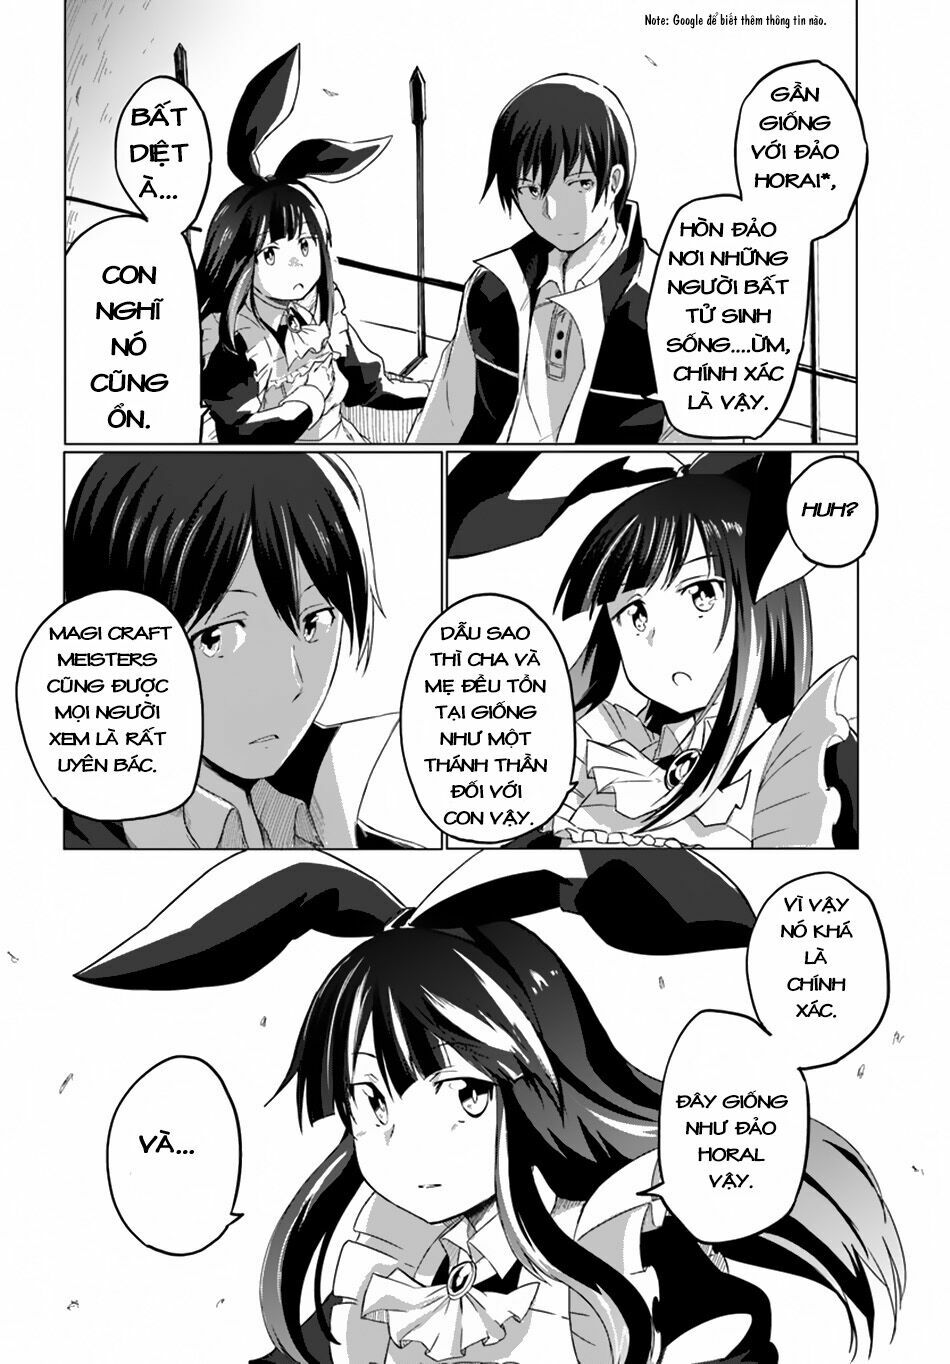 Note: Google để biết thêm thông tin nào.
GẦN
GIỐNG
VỚI ĐẢO
HORAI*,
HÒN ĐẢO
NƠI NHỮNG
NGƯỜI BẤT
TỬ SINH
SỐNG....ỪM,
CHÍNH XÁC
LÀ VẬY.
BẤT
DIỆT
À...
CON
NGHĨ
NÓ
CŨNG
ỔN.
HUH?
DẪU SAO
THÌ CHA VÀ
MẸ ĐỀU TỒN
TẠI GIỐNG
NHƯ MỘT
THÁNH THẦN
ĐỐI VỚI
CON VẬY.
MAGI CRAFT
MEISTERS
CŨNG ĐƯỢC
MỌI NGƯỜI
XEM LÀ RẤT
UYÊN BÁC.
VÌ VẬY
NÓ KHÁ
LÀ
CHÍNH
XÁC.
ĐÂY GIỐNG
NHƯ ĐẢO
HORAL
VẬY.
VÀ...